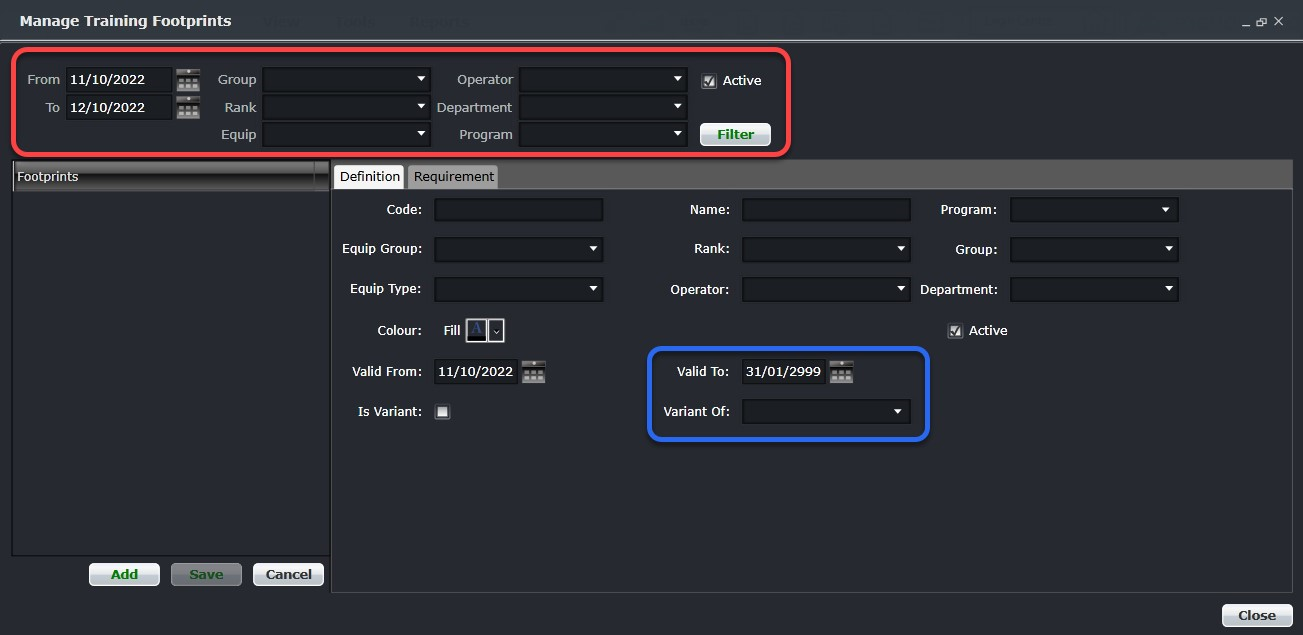 Manage Training Footprints
From 11/10/2022 Group Operator Active
To 12/10/2022 Rank Department
Equip Program Filter
Footprints
Definition Requirement
Code: Name: Program:
Equip Group: Rank: Group:
Equip Type: Operator: Department:
Colour: Fill A Active
Valid From: 11/10/2022 Valid To: 31/01/2999
Is Variant: Variant Of:
Add Save Cancel
Close